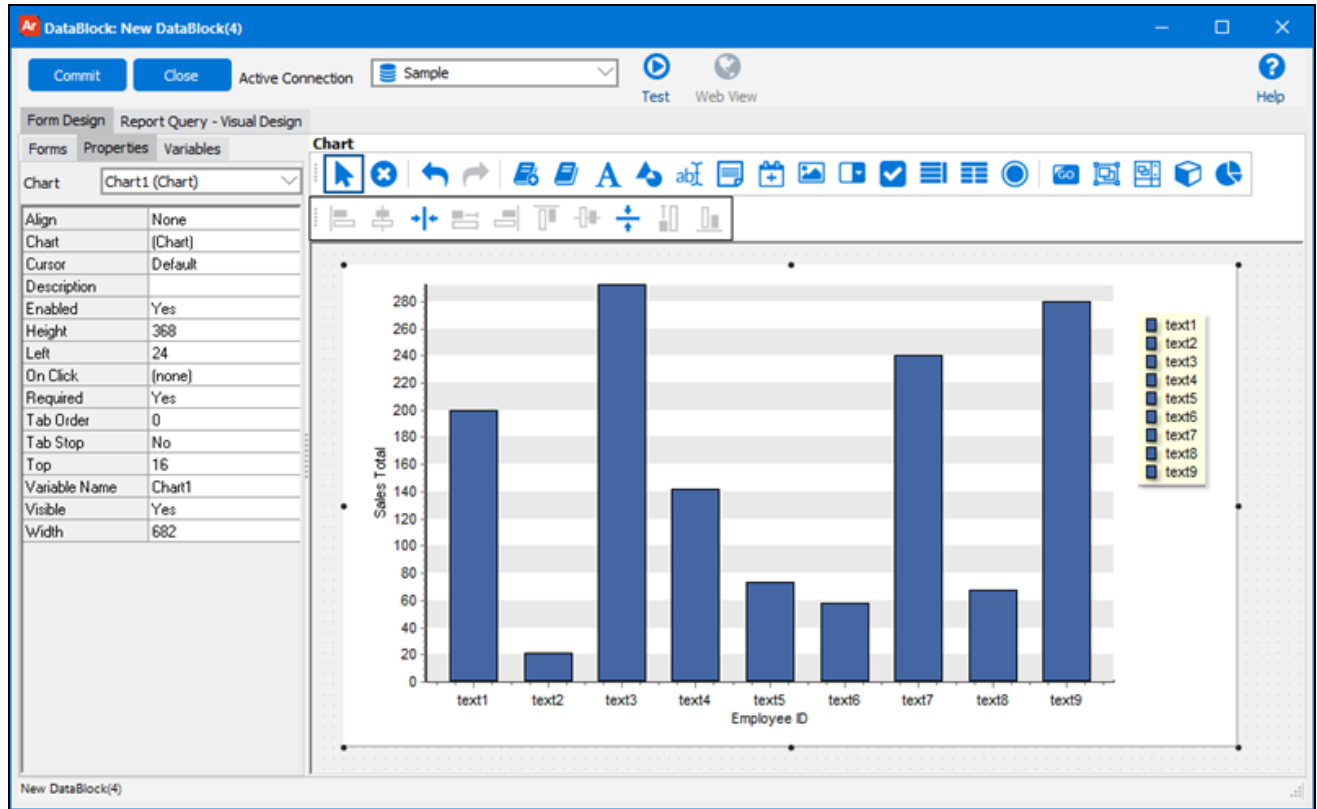 Ar DataBlock: New DataBlock(4)
Commit Close Active Connection Sample Test Web View Help
Form Design Report Query - Visual Design
Forms Properties Variables
Chart Chart1 (Chart)
Align None
Chart (Chart)
Cursor Default
Description
Enabled Yes
Height 368
Left 24
On Click (none)
Required Yes
Tab Order 0
Tab Stop No
Top 16
Variable Name Chart1
Visible Yes
Width 682
Chart
A abI GO
280
260
240
220
200
180
160
140
120
100
80
60
40
20
0
Sales Total
text1 text2 text3 text4 text5 text6 text7 text8 text9
Employee ID
text1
text2
text3
text4
text5
text6
text7
text8
text9
New DataBlock(4)